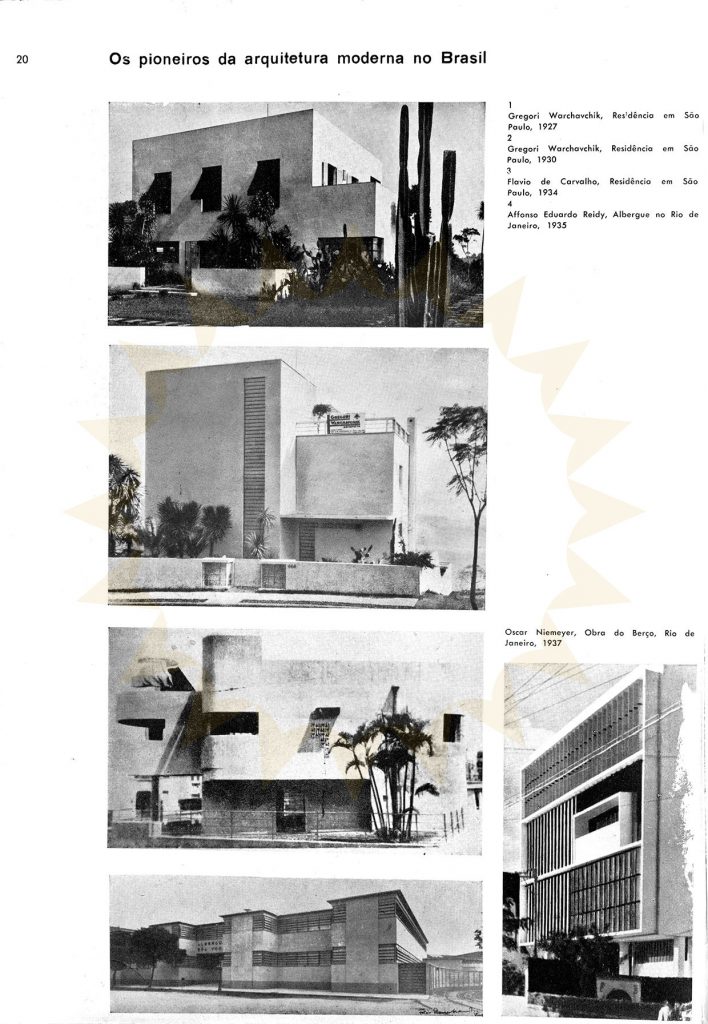 20
Os pioneiros da arquitetura moderna no Brasil
1
Gregori Warchavchik, Res'dência em São
Paulo, 1927
2
Gregori Warchavchik, Residência em São
Paulo, 1930
3
Flavio de Carvalho, Residência em São
Paulo, 1934
4
Affonso Eduardo Reidy, Albergue no Rio de
Janeiro, 1935
GREGORI
WARCHAVCHIK
Oscar Niemeyer, Obra do Berço, Rio de
Janeiro, 1937